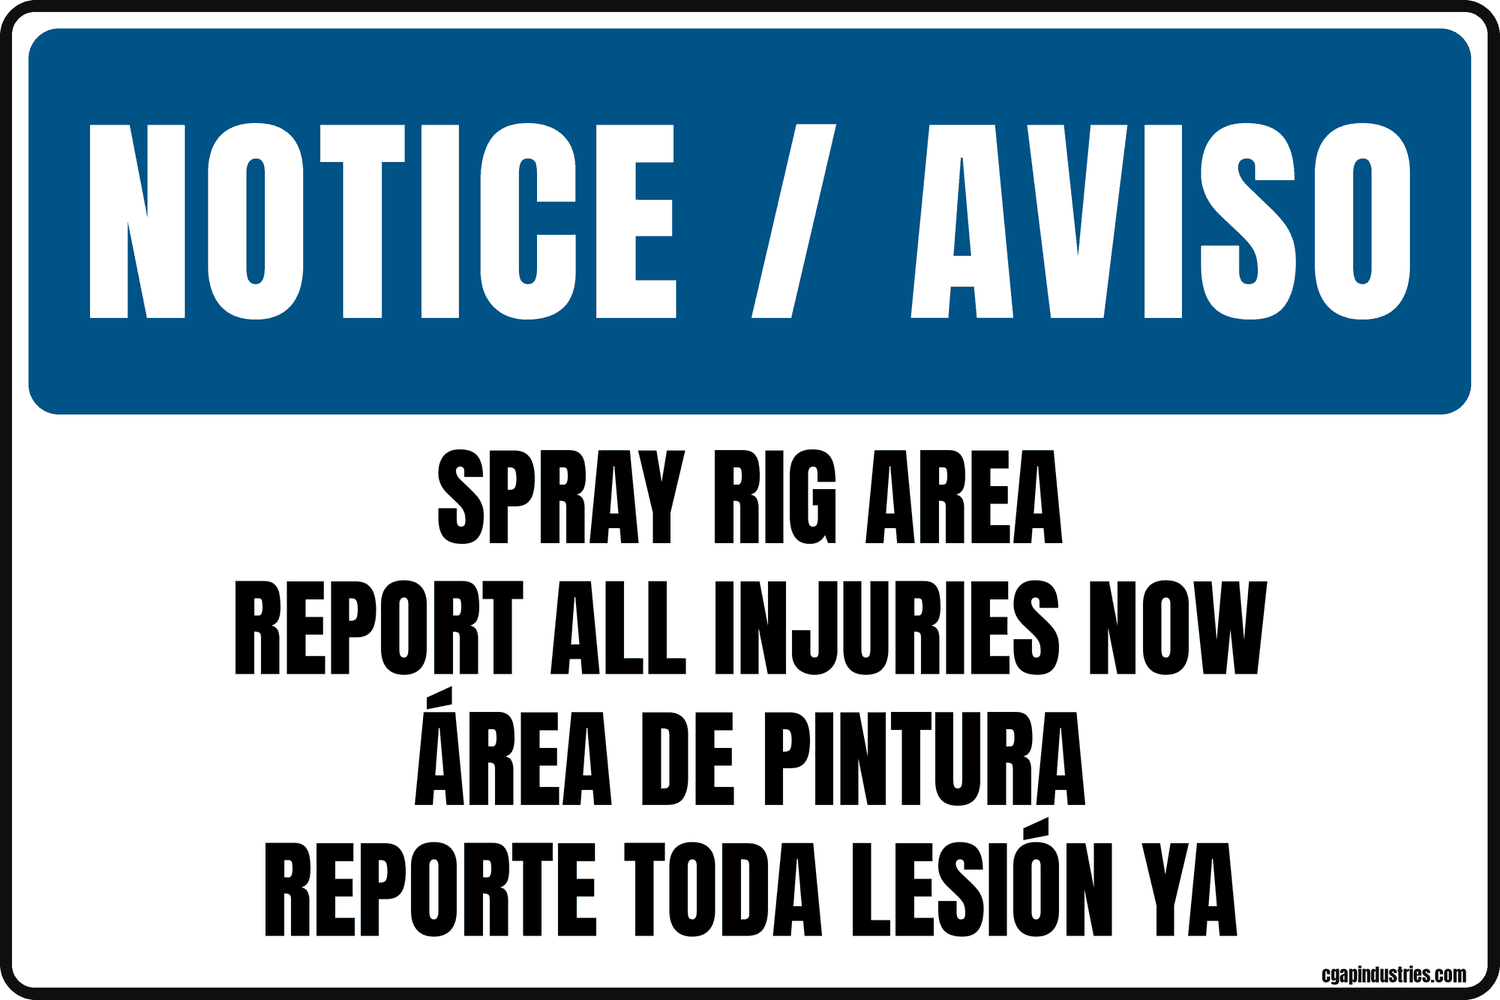 NOTICE / AVISO
SPRAY RIG AREA
REPORT ALL INJURIES NOW
ÁREA DE PINTURA
REPORTE TODA LESIÓN YA
cgapindustries.com